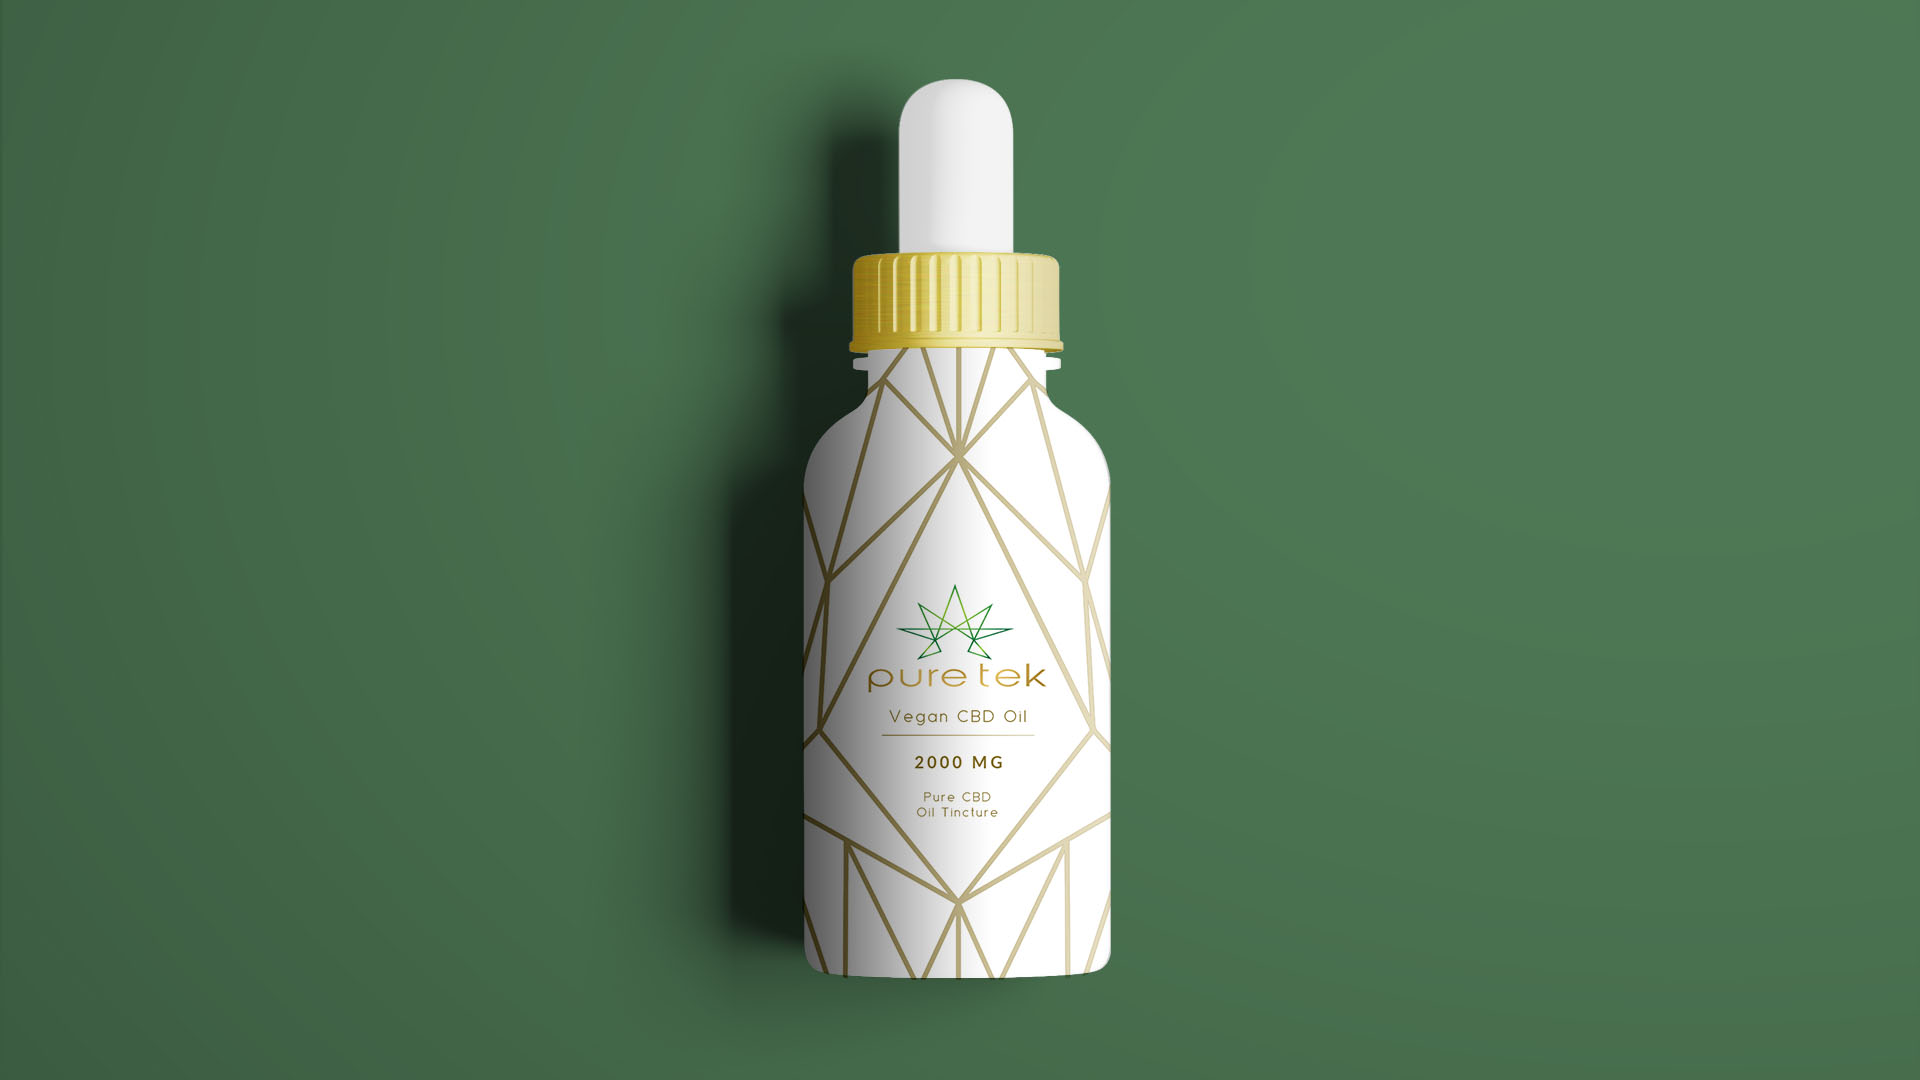 pure tek
Vegan CBD Oil
2000 MG
Pure CBD
Oil Tincture